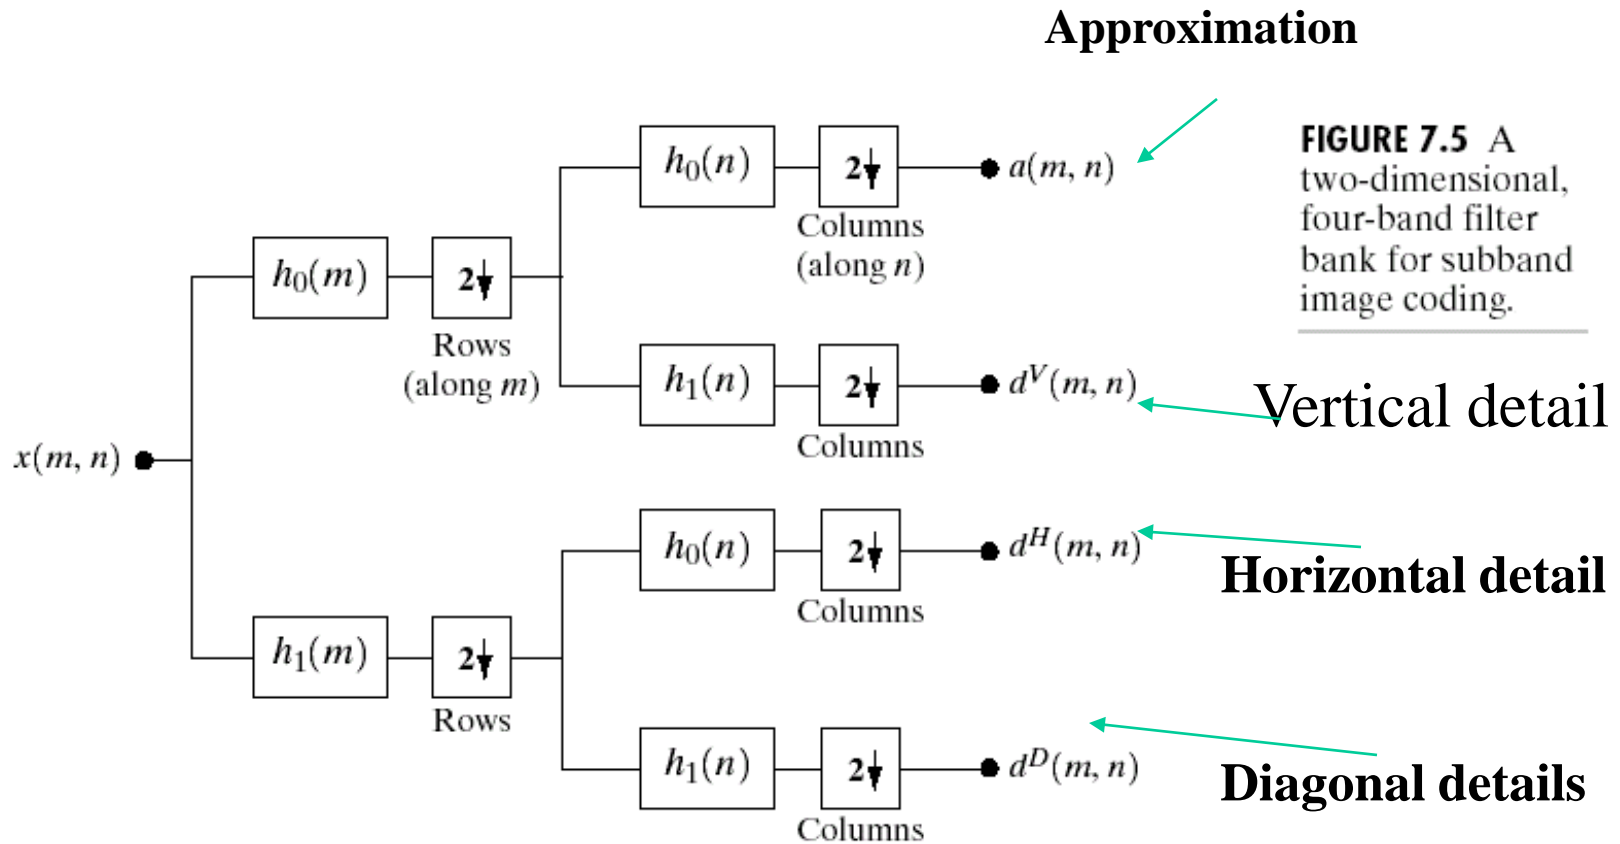 Approximation
FIGURE 7.5 A
two-dimensional,
four-band filter
bank for subband
image coding.
h₀(n)
2↓
a(m, n)
Columns
(along n)
h₀(m)
2↓
Rows
(along m)
h₁(n)
2↓
dⱽ(m, n)
Vertical detail
Columns
x(m, n)
h₀(n)
2↓
dᴴ(m, n)
Horizontal detail
Columns
h₁(m)
2↓
Rows
h₁(n)
2↓
dᴰ(m, n)
Diagonal details
Columns